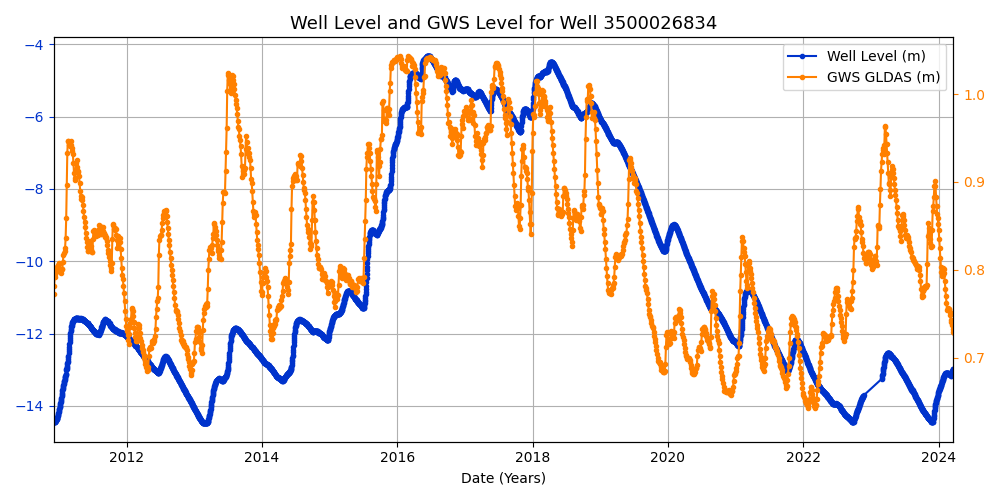 Well Level and GWS Level for Well 3500026834
Well Level (m)
GWS GLDAS (m)
−4
−6
−8
−10
−12
−14
1.0
0.9
0.8
0.7
2012 2014 2016 2018 2020 2022 2024
Date (Years)